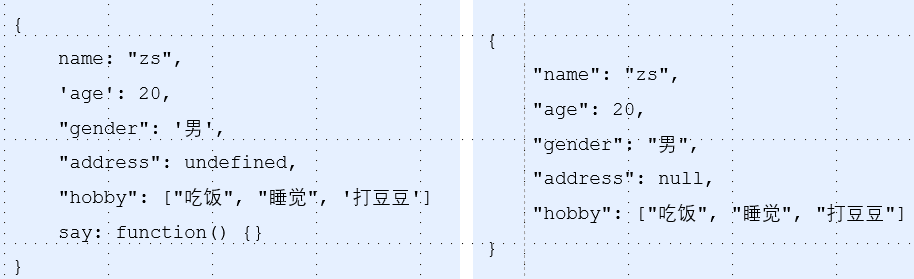 {
name: "zs",
'age': 20,
"gender": '男',
"address": undefined,
"hobby": ["吃饭", "睡觉", '打豆豆']
say: function() {}
}
{
"name": "zs",
"age": 20,
"gender": "男",
"address": null,
"hobby": ["吃饭", "睡觉", "打豆豆"]
}